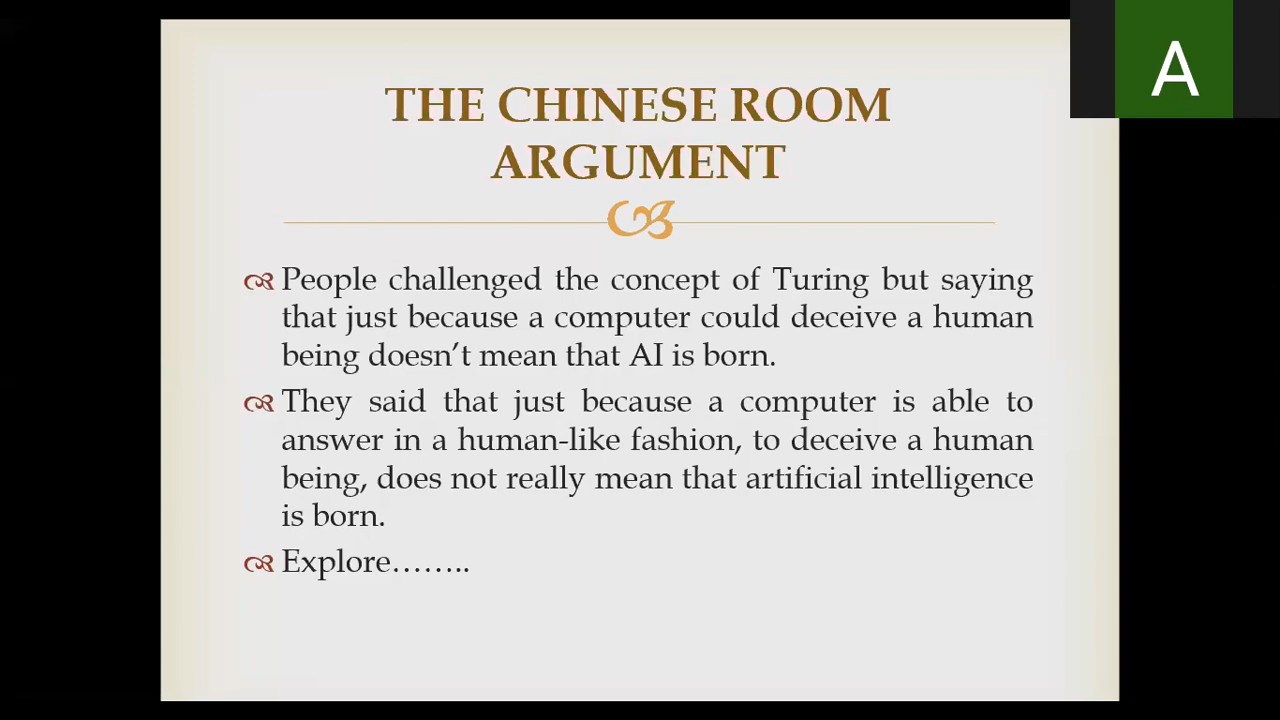 A
THE CHINESE ROOM
ARGUMENT
People challenged the concept of Turing but saying
that just because a computer could deceive a human
being doesn’t mean that AI is born.
They said that just because a computer is able to
answer in a human-like fashion, to deceive a human
being, does not really mean that artificial intelligence
is born.
Explore……..